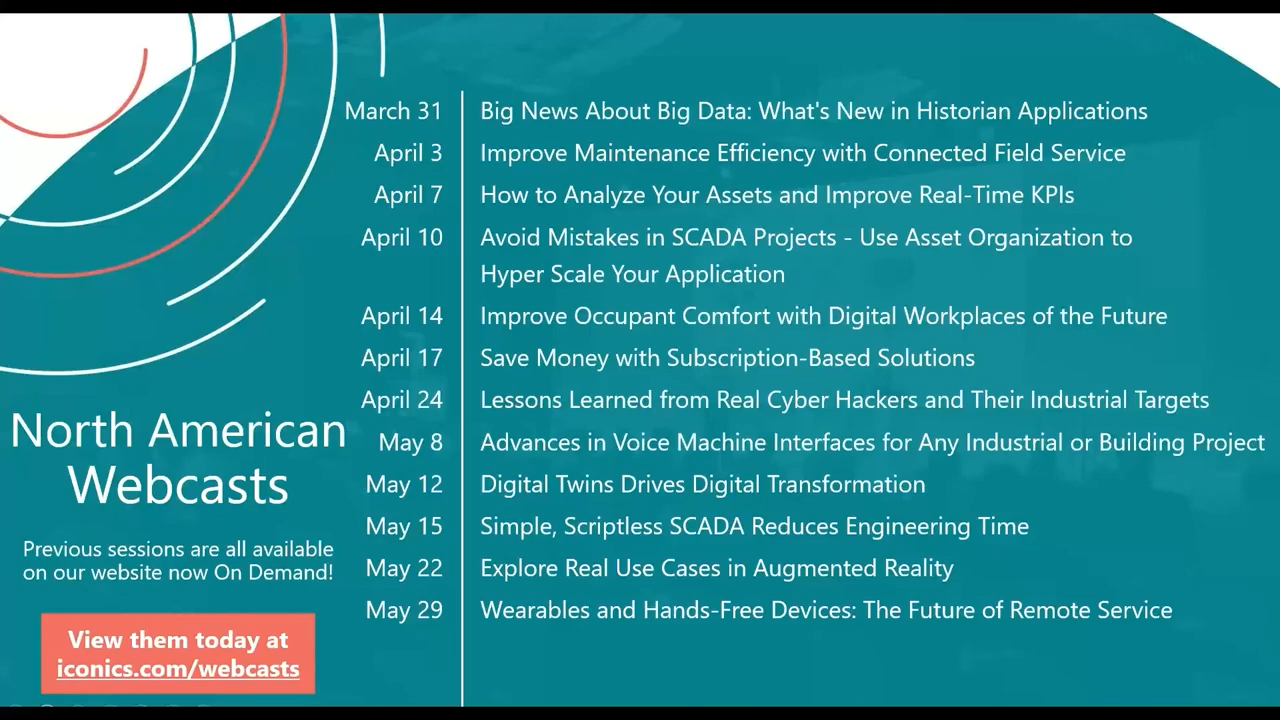 March 31 Big News About Big Data: What's New in Historian Applications
April 3 Improve Maintenance Efficiency with Connected Field Service
April 7 How to Analyze Your Assets and Improve Real-Time KPIs
April 10 Avoid Mistakes in SCADA Projects - Use Asset Organization to
Hyper Scale Your Application
April 14 Improve Occupant Comfort with Digital Workplaces of the Future
April 17 Save Money with Subscription-Based Solutions
April 24 Lessons Learned from Real Cyber Hackers and Their Industrial Targets
May 8 Advances in Voice Machine Interfaces for Any Industrial or Building Project
May 12 Digital Twins Drives Digital Transformation
May 15 Simple, Scriptless SCADA Reduces Engineering Time
May 22 Explore Real Use Cases in Augmented Reality
May 29 Wearables and Hands-Free Devices: The Future of Remote Service
North American
Webcasts
Previous sessions are all available
on our website now On Demand!
View them today at
iconics.com/webcasts